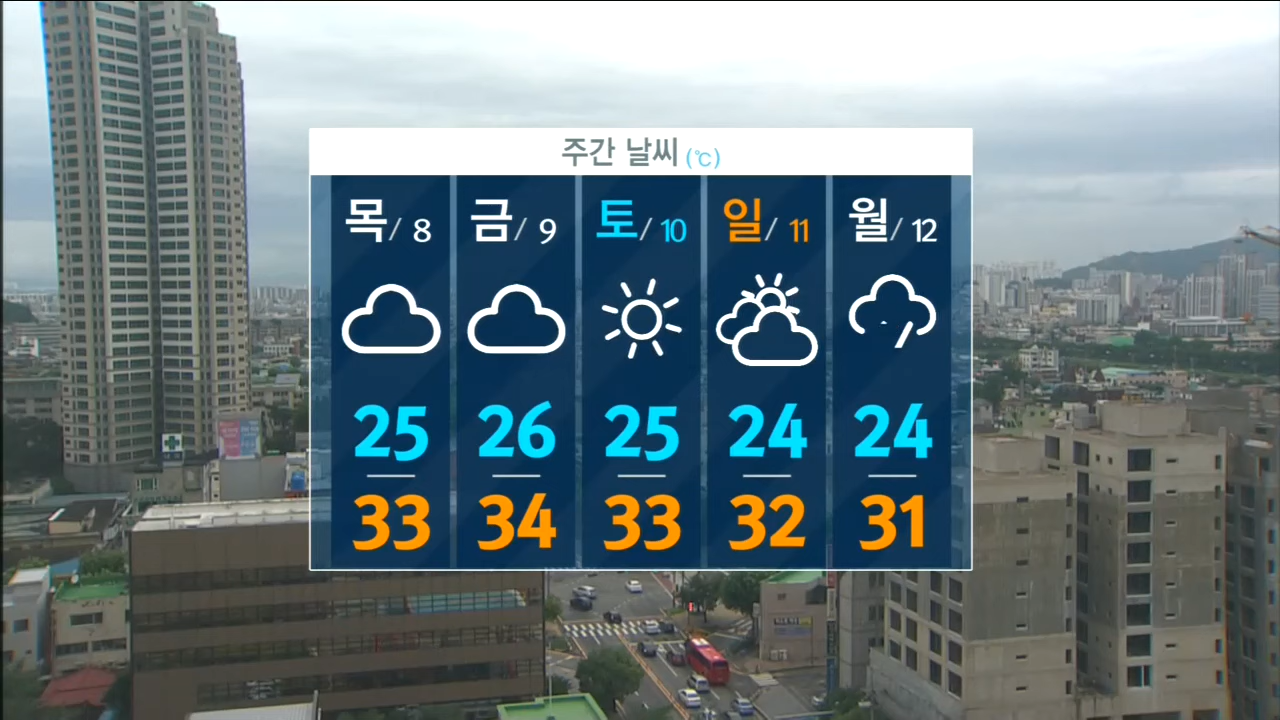 주간 날씨 (℃)
목/ 8 금/ 9 토/ 10 일/ 11 월/ 12
25 26 25 24 24
33 34 33 32 31